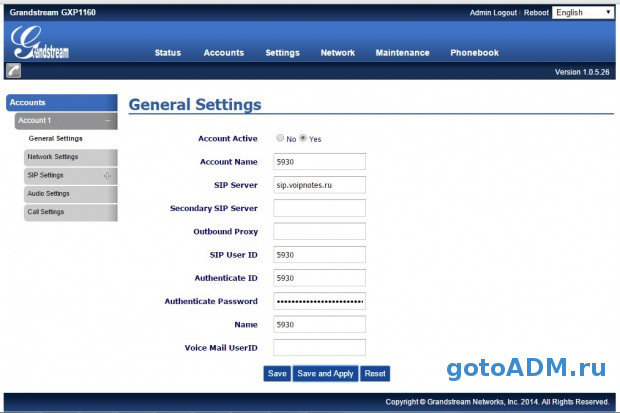 Grandstream GXP1160
Admin Logout | Reboot English
Grandstream
Status Accounts Settings Network Maintenance Phonebook
Version 1.0.5.26
Accounts
Account 1
General Settings
Network Settings
SIP Settings
Audio Settings
Call Settings
General Settings
Account Active No Yes
Account Name 5930
SIP Server sip.voipnotes.ru
Secondary SIP Server
Outbound Proxy
SIP User ID 5930
Authenticate ID 5930
Authenticate Password
Name 5930
Voice Mail UserID
Save Save and Apply Reset
gotoADM.ru
Copyright © Grandstream Networks, Inc. 2014. All Rights Reserved.